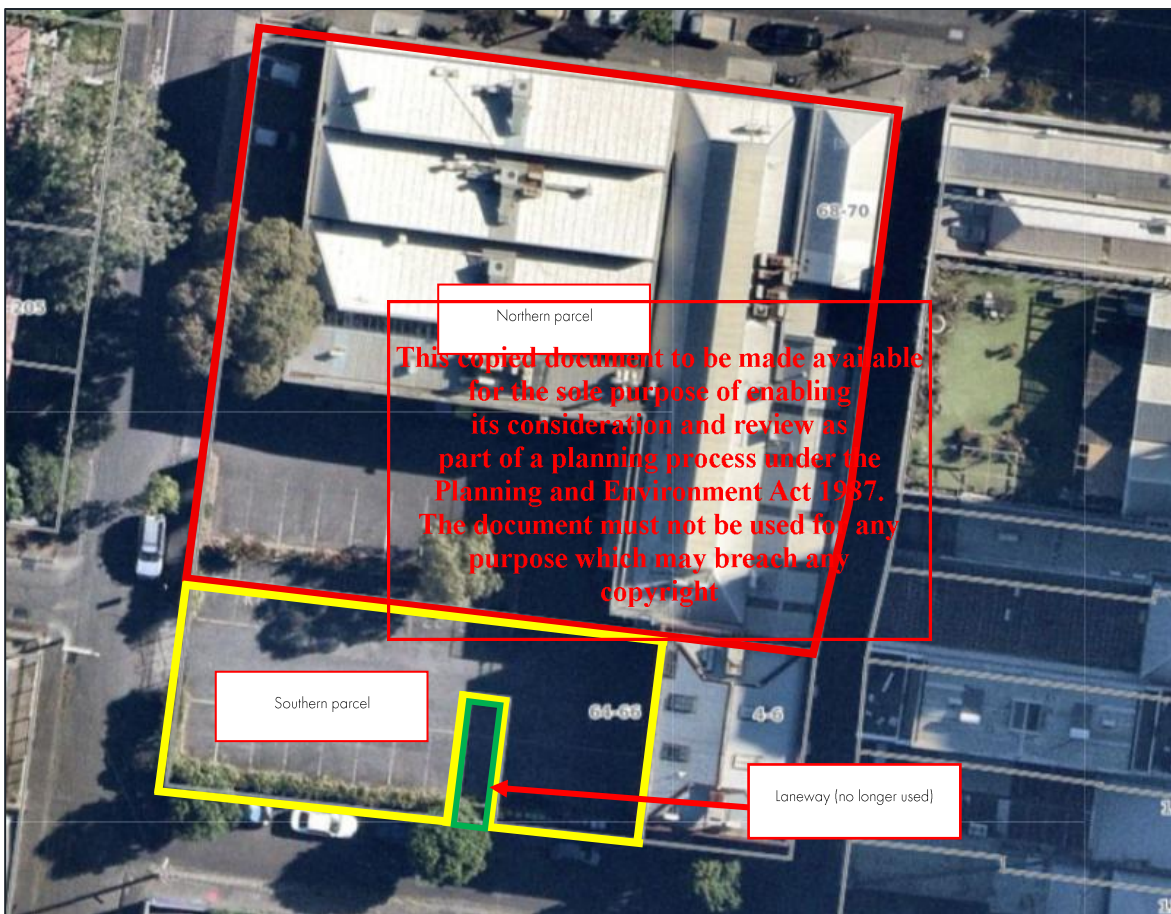 68-70
205
Northern parcel
This copied document to be made available
for the sole purpose of enabling
its consideration and review as
part of a planning process under the
Planning and Environment Act 1987.
The document must not be used for any
purpose which may breach any
copyright
Southern parcel
64-66
4-6
Laneway (no longer used)